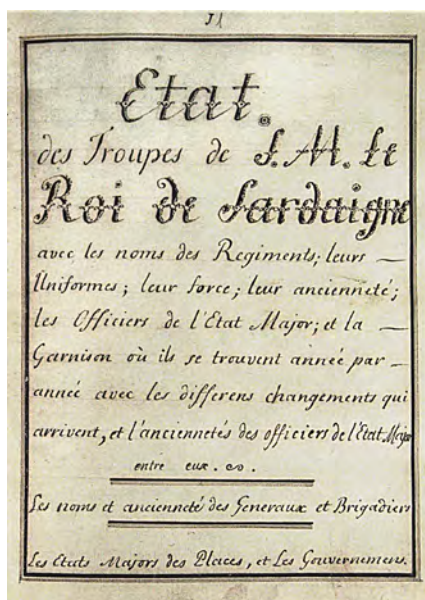 Etat.
des Troupes de S. M. Le
Roi de Sardaigne
avec les noms des Regiments; leurs —
Uniformes; leur force; leur ancienneté;
les Officiers de l'Etat Major; et la —
Garnison où ils se trouvent année par —
année avec les differens changements qui
arrivent, et l'anciennetés des officiers de l'Etat Major
entre eux.
Les noms et ancienneté des Generaux et Brigadiers
Les Etats Majors des Places, et Les Gouvernemens.